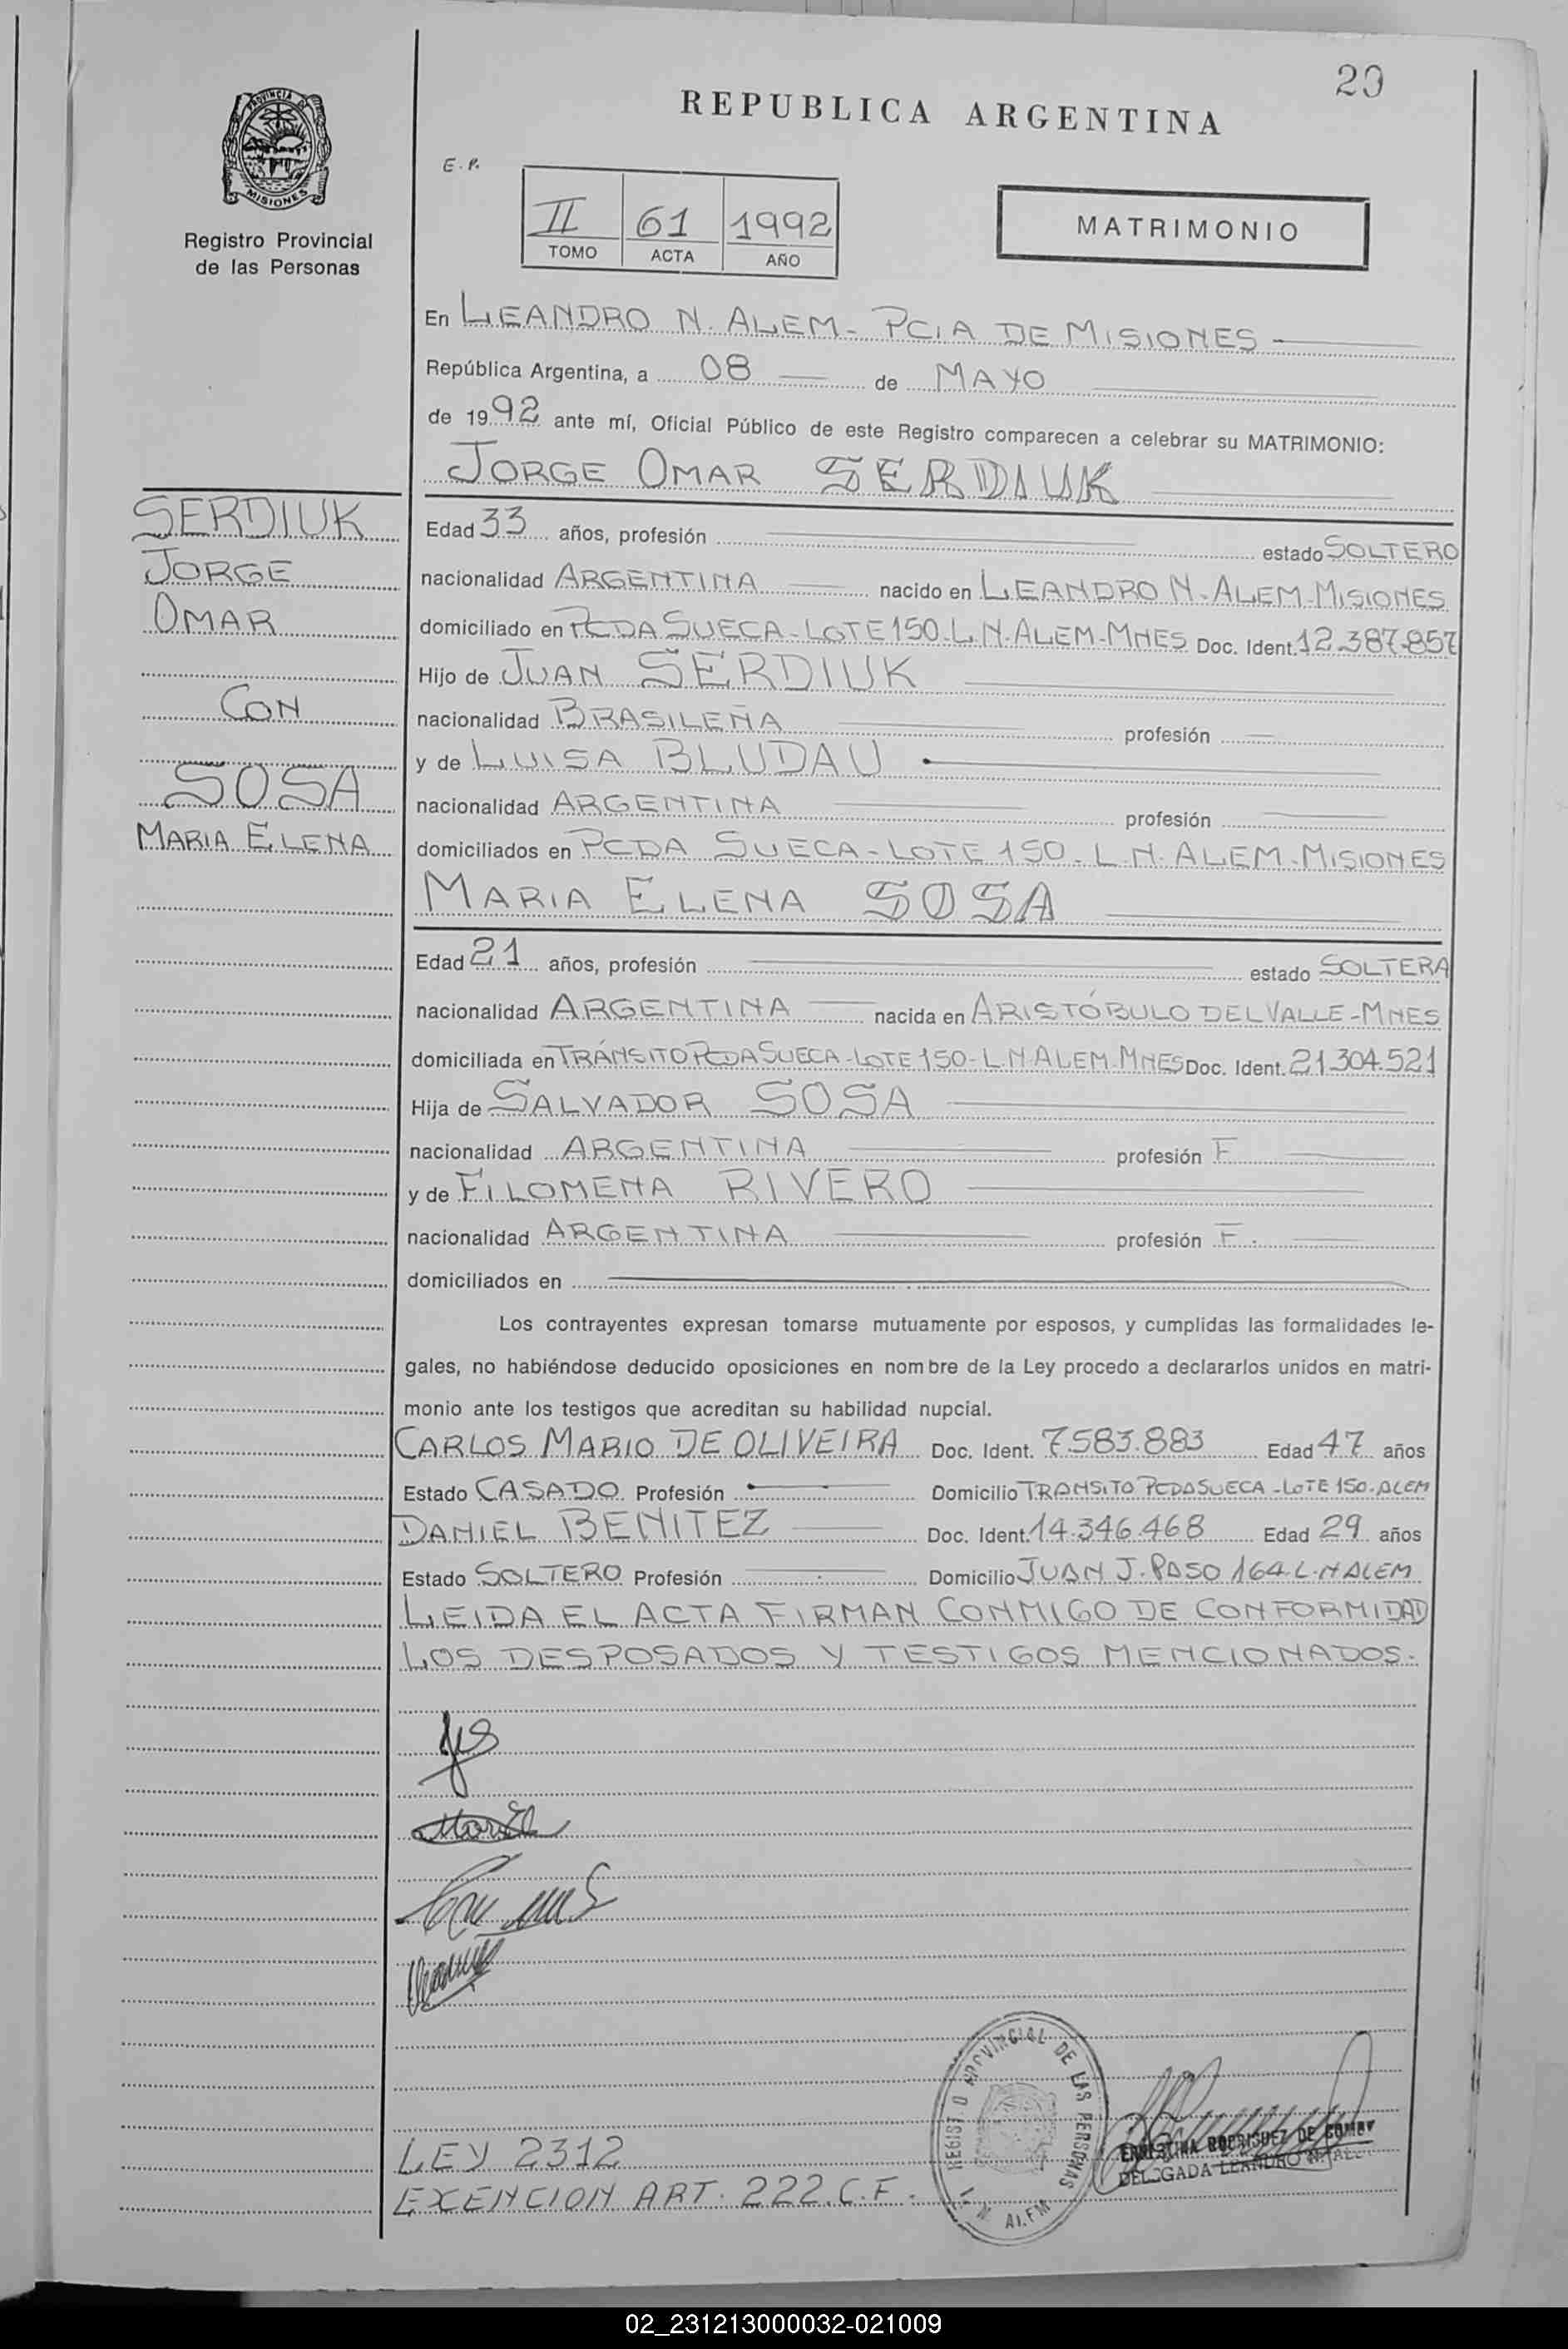 20
REPUBLICA ARGENTINA
PROVINCIA DE
MISIONES
Registro Provincial
de las Personas
E.P.
II 61 1992
TOMO ACTA AÑO
MATRIMONIO
En LEANDRO N. ALEM - PCIA DE MISIONES
República Argentina, a 08 de MAYO
de 1992 ante mí, Oficial Público de este Registro comparecen a celebrar su MATRIMONIO:
JORGE OMAR SERDIUK
SERDIUK
JORGE
OMAR
CON
SOSA
MARIA ELENA
Edad 33 años, profesión estado SOLTERO
nacionalidad ARGENTINA nacido en LEANDRO N. ALEM-MISIONES
domiciliado en PCDA SUECA-LOTE 150-L.N.ALEM-MNES Doc. Ident. 12.387.857
Hijo de JUAN SERDIUK
nacionalidad BRASILEÑA profesión
y de LUISA BLUDAU
nacionalidad ARGENTINA profesión
domiciliados en PCDA SUECA-LOTE 150-L.N.ALEM-MISIONES
MARIA ELENA SOSA
Edad 21 años, profesión estado SOLTERA
nacionalidad ARGENTINA nacida en ARISTÓBULO DEL VALLE-MNES
domiciliada en TRÁNSITO PCDA SUECA-LOTE 150-L.N.ALEM-MNES Doc. Ident. 21.304.521
Hija de SALVADOR SOSA
nacionalidad ARGENTINA profesión F
y de FILOMENA RIVERO
nacionalidad ARGENTINA profesión F.
domiciliados en
Los contrayentes expresan tomarse mutuamente por esposos, y cumplidas las formalidades le-
gales, no habiéndose deducido oposiciones en nombre de la Ley procedo a declararlos unidos en matri-
monio ante los testigos que acreditan su habilidad nupcial.
CARLOS MARIO DE OLIVEIRA Doc. Ident. 7.583.883 Edad 47 años
Estado CASADO Profesión Domicilio TRANSITO PCDA SUECA-LOTE 150-ALEM
DANIEL BENITEZ Doc. Ident. 14.346.468 Edad 29 años
Estado SOLTERO Profesión Domicilio JUAN J. PASO 164 L.N ALEM
LEIDA EL ACTA FIRMAN CONMIGO DE CONFORMIDAD
LOS DESPOSADOS Y TESTIGOS MENCIONADOS.
REGISTRO PROVINCIAL DE LAS PERSONAS
L. N. ALEM
RODRIGUEZ DE
DELEGADA LEANDRO N. ALEM
LEY 2312
EXENCION ART. 222. C.F.
02_231213000032-021009